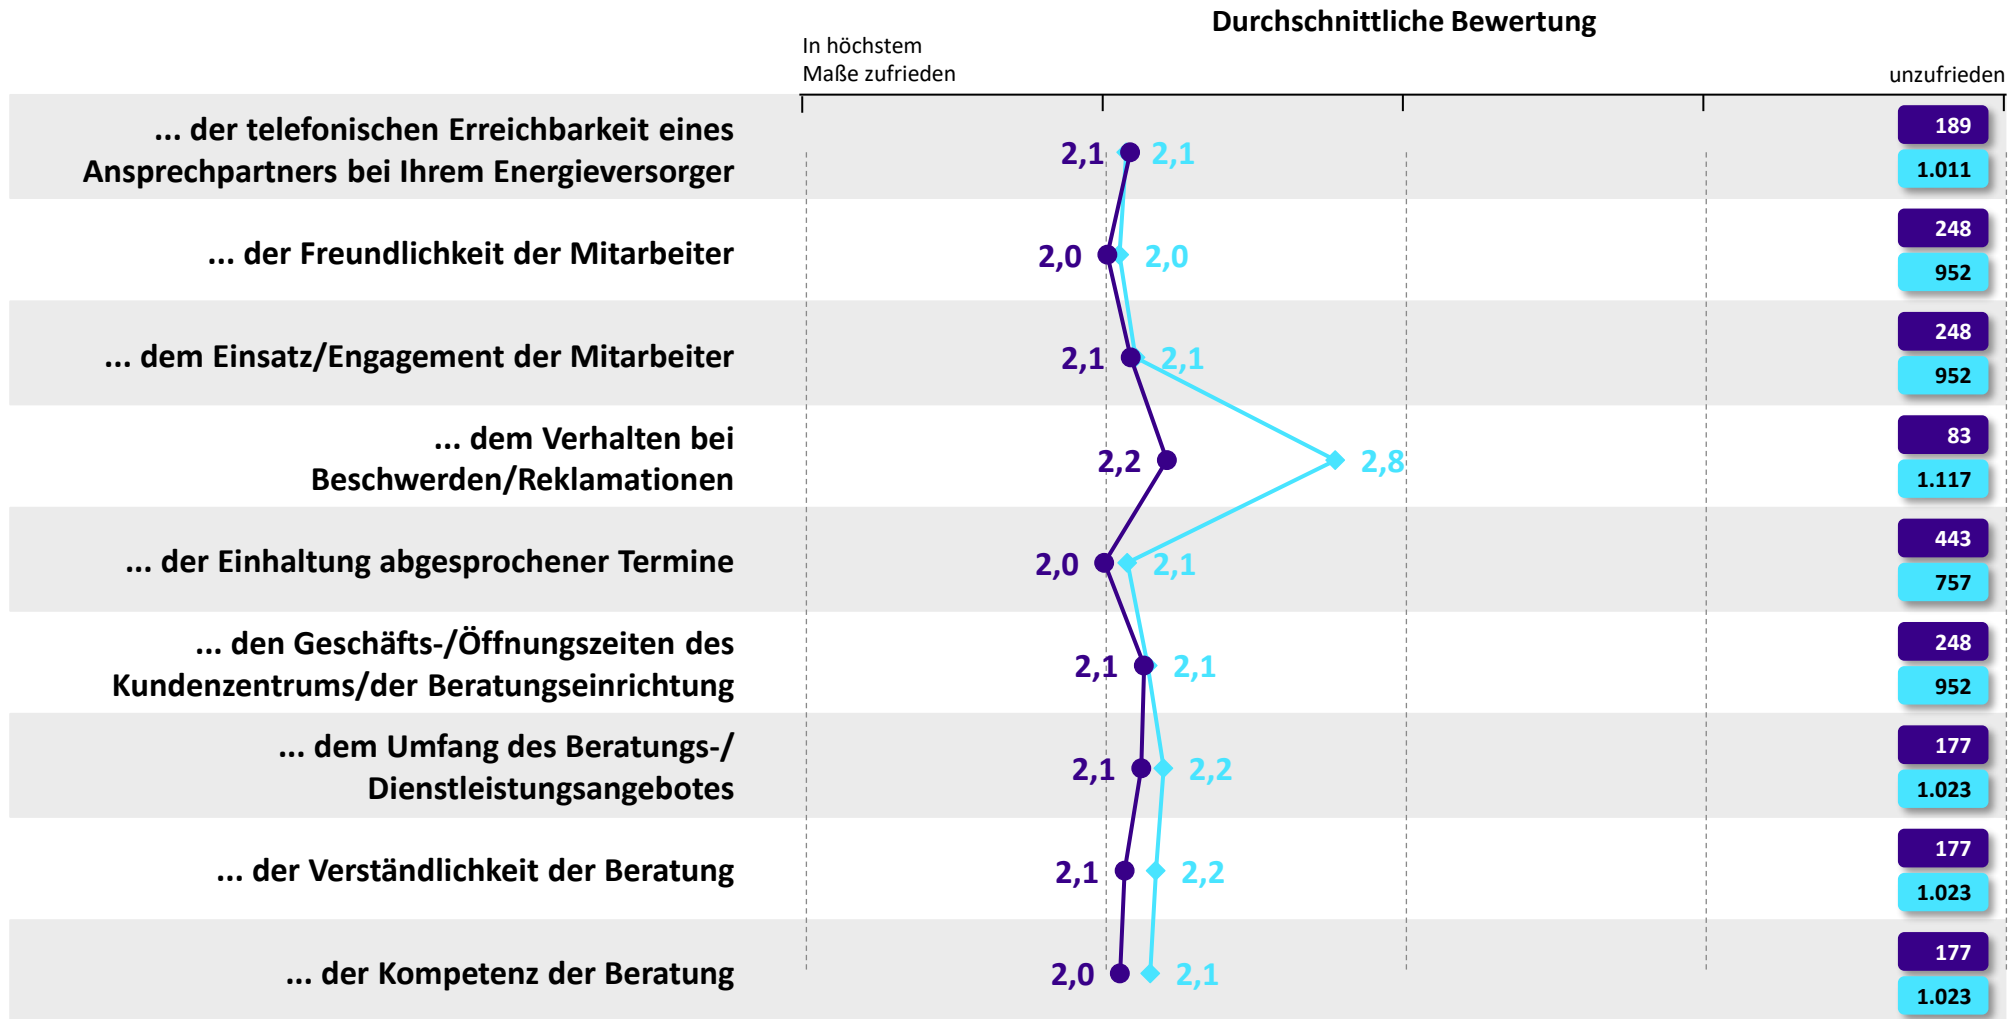 Durchschnittliche Bewertung
In höchstem
Maße zufrieden
unzufrieden
... der telefonischen Erreichbarkeit eines
Ansprechpartners bei Ihrem Energieversorger
2,1
2,1
189
1.011
... der Freundlichkeit der Mitarbeiter
2,0
2,0
248
952
... dem Einsatz/Engagement der Mitarbeiter
2,1
2,1
248
952
... dem Verhalten bei
Beschwerden/Reklamationen
2,2
2,8
83
1.117
... der Einhaltung abgesprochener Termine
2,0
2,1
443
757
... den Geschäfts-/Öffnungszeiten des
Kundenzentrums/der Beratungseinrichtung
2,1
2,1
248
952
... dem Umfang des Beratungs-/
Dienstleistungsangebotes
2,1
2,2
177
1.023
... der Verständlichkeit der Beratung
2,1
2,2
177
1.023
... der Kompetenz der Beratung
2,0
2,1
177
1.023